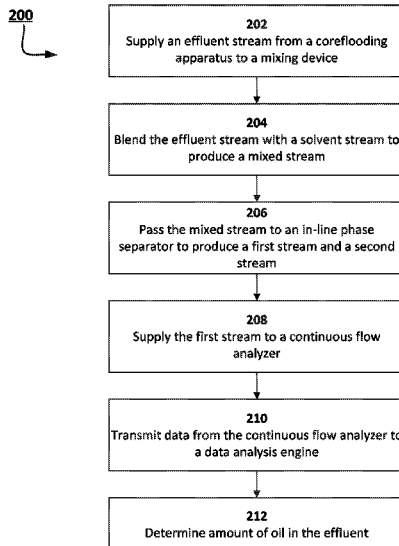 200
202
Supply an effluent stream from a coreflooding
apparatus to a mixing device
204
Blend the effluent stream with a solvent stream to
produce a mixed stream
206
Pass the mixed stream to an in-line phase
separator to produce a first stream and a second
stream
208
Supply the first stream to a continuous flow
analyzer
210
Transmit data from the continuous flow analyzer to
a data analysis engine
212
Determine amount of oil in the effluent